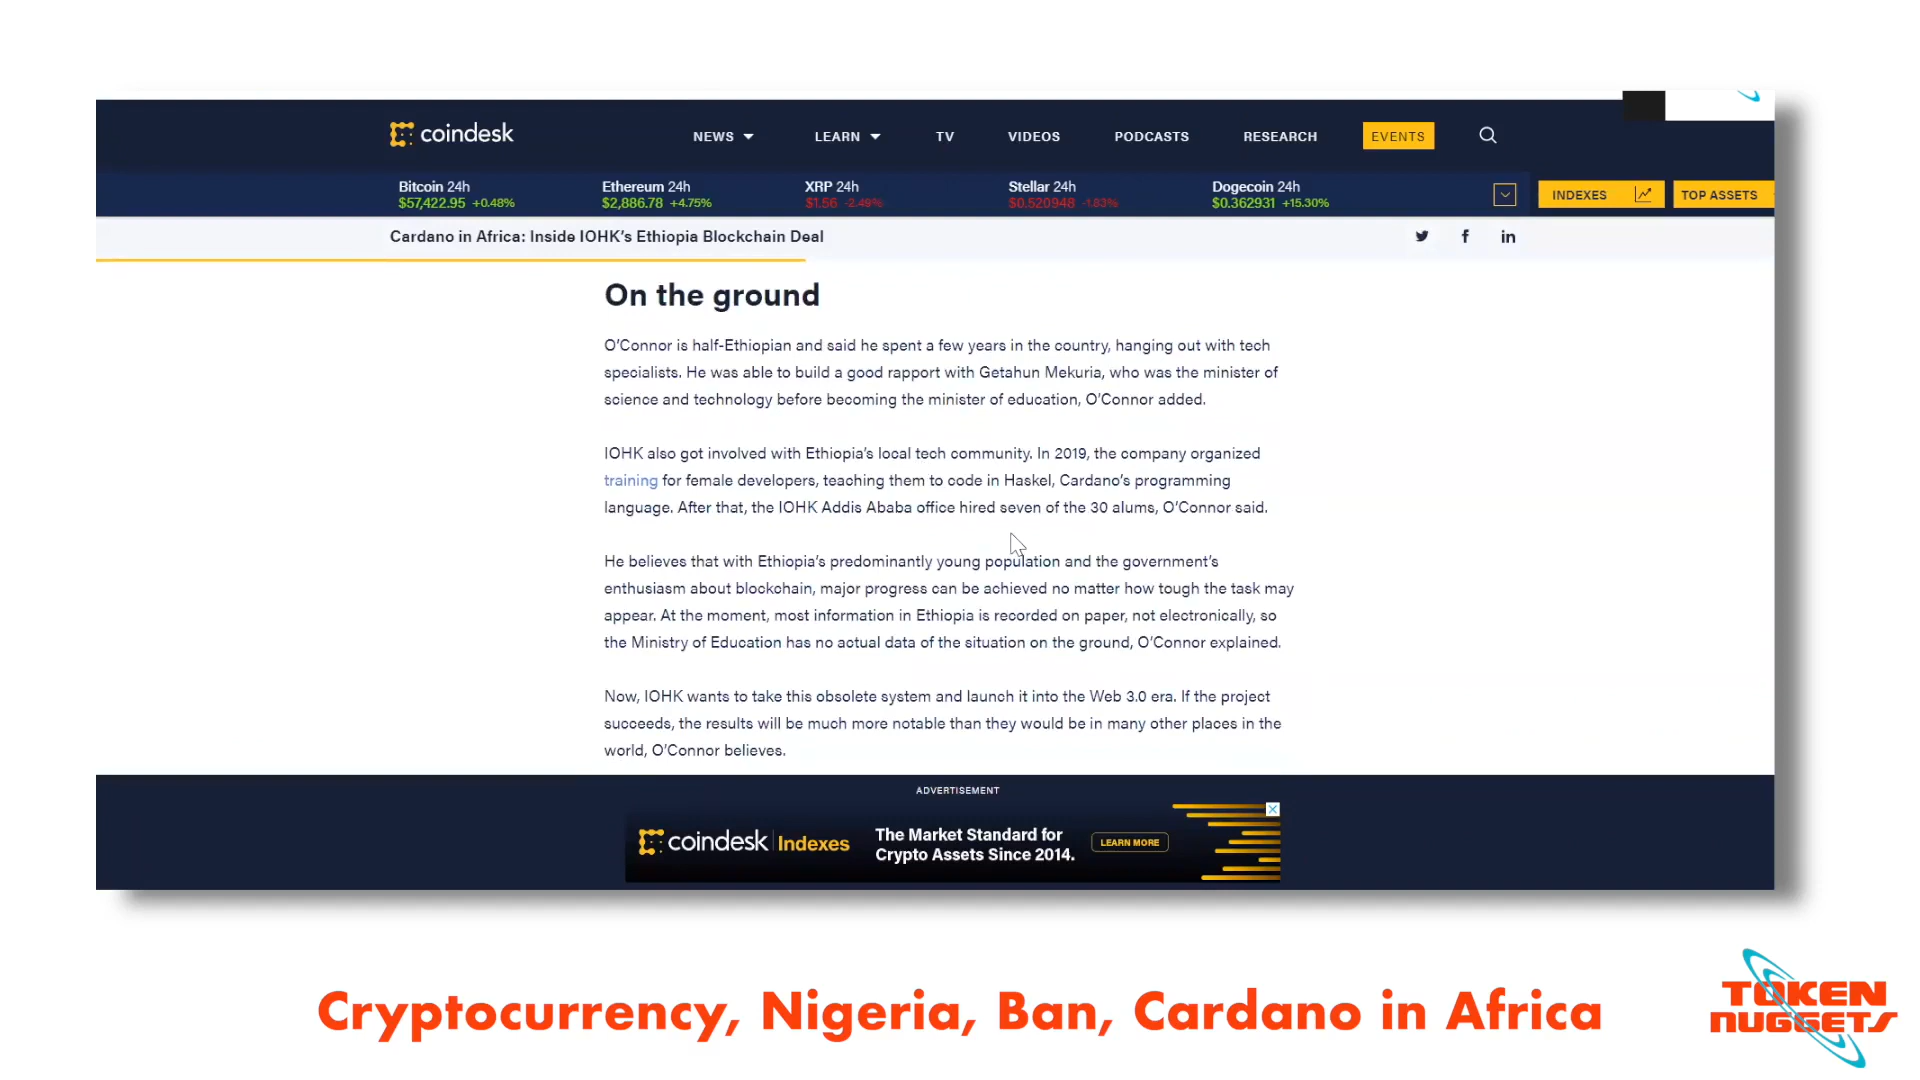 coindesk
NEWS LEARN TV VIDEOS PODCASTS RESEARCH EVENTS
Bitcoin 24h Ethereum 24h XRP 24h Stellar 24h Dogecoin 24h
$57,422.95 +0.48% $2,886.78 +4.75% $1.56 -2.49% $0.520948 -1.83% $0.362931 +15.30%
INDEXES TOP ASSETS
Cardano in Africa: Inside IOHK’s Ethiopia Blockchain Deal
On the ground
O’Connor is half-Ethiopian and said he spent a few years in the country, hanging out with tech
specialists. He was able to build a good rapport with Getahun Mekuria, who was the minister of
science and technology before becoming the minister of education, O’Connor added.
IOHK also got involved with Ethiopia’s local tech community. In 2019, the company organized
training for female developers, teaching them to code in Haskel, Cardano’s programming
language. After that, the IOHK Addis Ababa office hired seven of the 30 alums, O’Connor said.
He believes that with Ethiopia’s predominantly young population and the government’s
enthusiasm about blockchain, major progress can be achieved no matter how tough the task may
appear. At the moment, most information in Ethiopia is recorded on paper, not electronically, so
the Ministry of Education has no actual data of the situation on the ground, O’Connor explained.
Now, IOHK wants to take this obsolete system and launch it into the Web 3.0 era. If the project
succeeds, the results will be much more notable than they would be in many other places in the
world, O’Connor believes.
ADVERTISEMENT
coindesk Indexes
The Market Standard for
Crypto Assets Since 2014.
LEARN MORE
Cryptocurrency, Nigeria, Ban, Cardano in Africa
TOKEN
NUGGETS